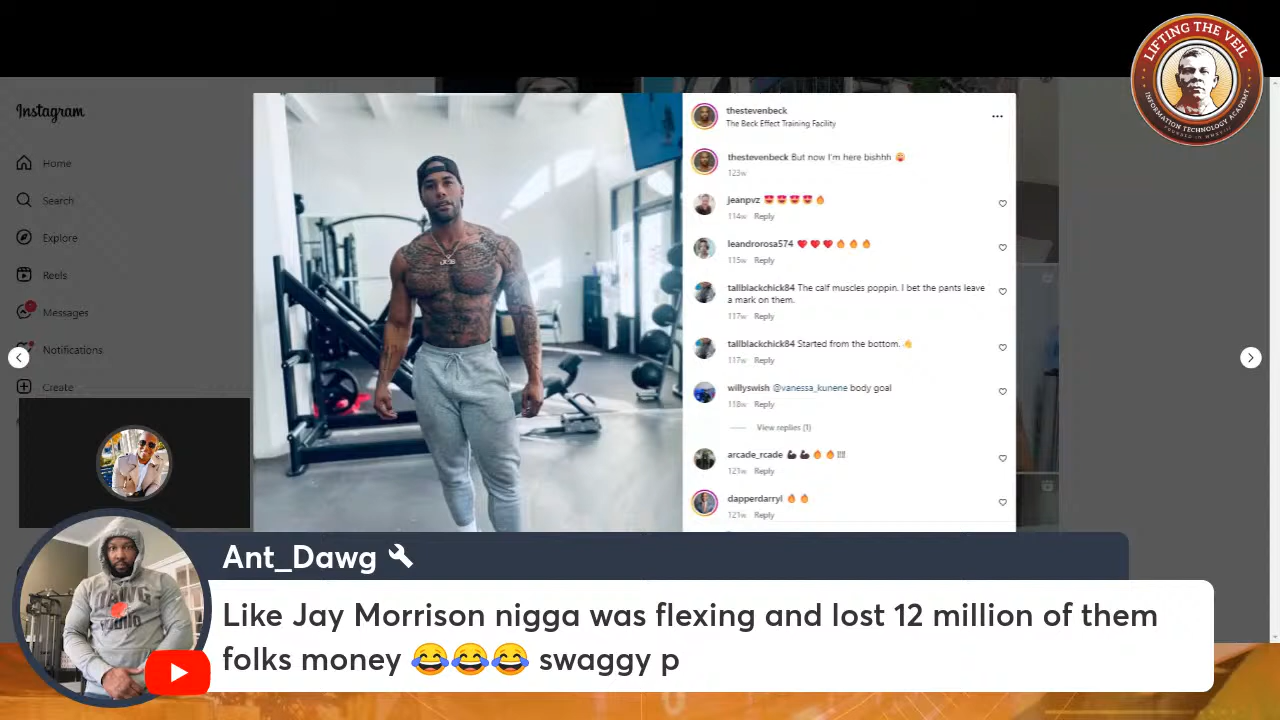 LIFTING THE VEIL
INFORMATION TECHNOLOGY ACADEMY
Instagram
Home
Search
Explore
Reels
Messages
Notifications
Create
thestevenbeck
The Beck Effect Training Facility
thestevenbeck But now I'm here bishhh 😜
123w
jeanpvz 😍😍😍😍🔥
114w Reply
leandrorosa574 ❤️❤️❤️🔥🔥🔥
115w Reply
tallblackchick84 The calf muscles poppin. I bet the pants leave
a mark on them.
117w Reply
tallblackchick84 Started from the bottom. 👏
117w Reply
willyswish @vanessa_kunene body goal
118w Reply
View replies (1)
arcade_rcade 💪🏿💪🏿🔥🔥!!!!
121w Reply
dapperdarryl 🔥🔥
121w Reply
Ant_Dawg 🔧
Like Jay Morrison nigga was flexing and lost 12 million of them
folks money 😂😂😂 swaggy p